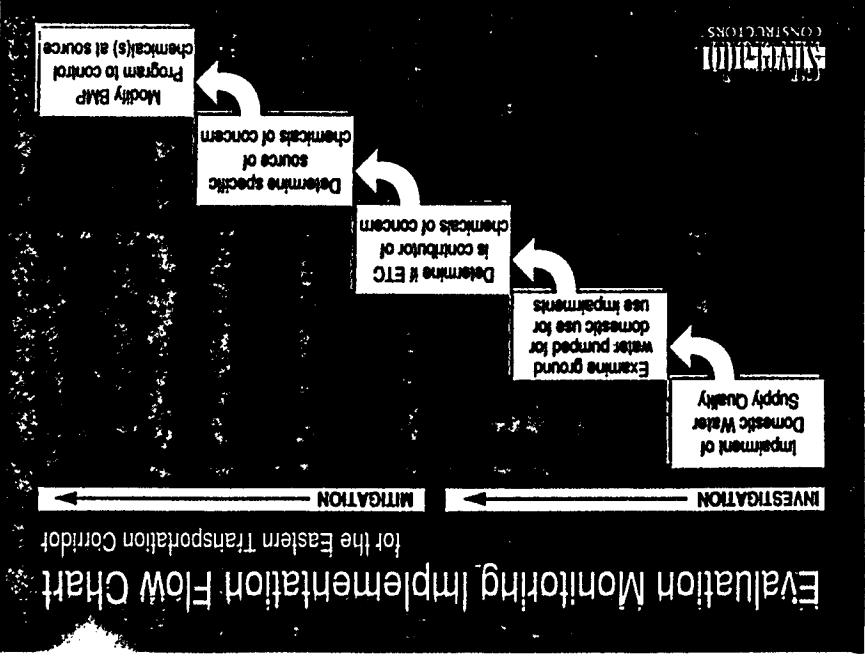 Evaluation Monitoring Implementation Flow Chart
for the Eastern Transportation Corridor
INVESTIGATION
MITIGATION
Impairment of
Domestic Water
Supply Quality
Examine ground
water pumped for
domestic use for
use impairments
Determine if ETC
is contributor of
chemicals of concern
Determine specific
source of
chemicals of concern
Modify BMP
Program to control
chemical(s) at source
CONSTRUCTORS